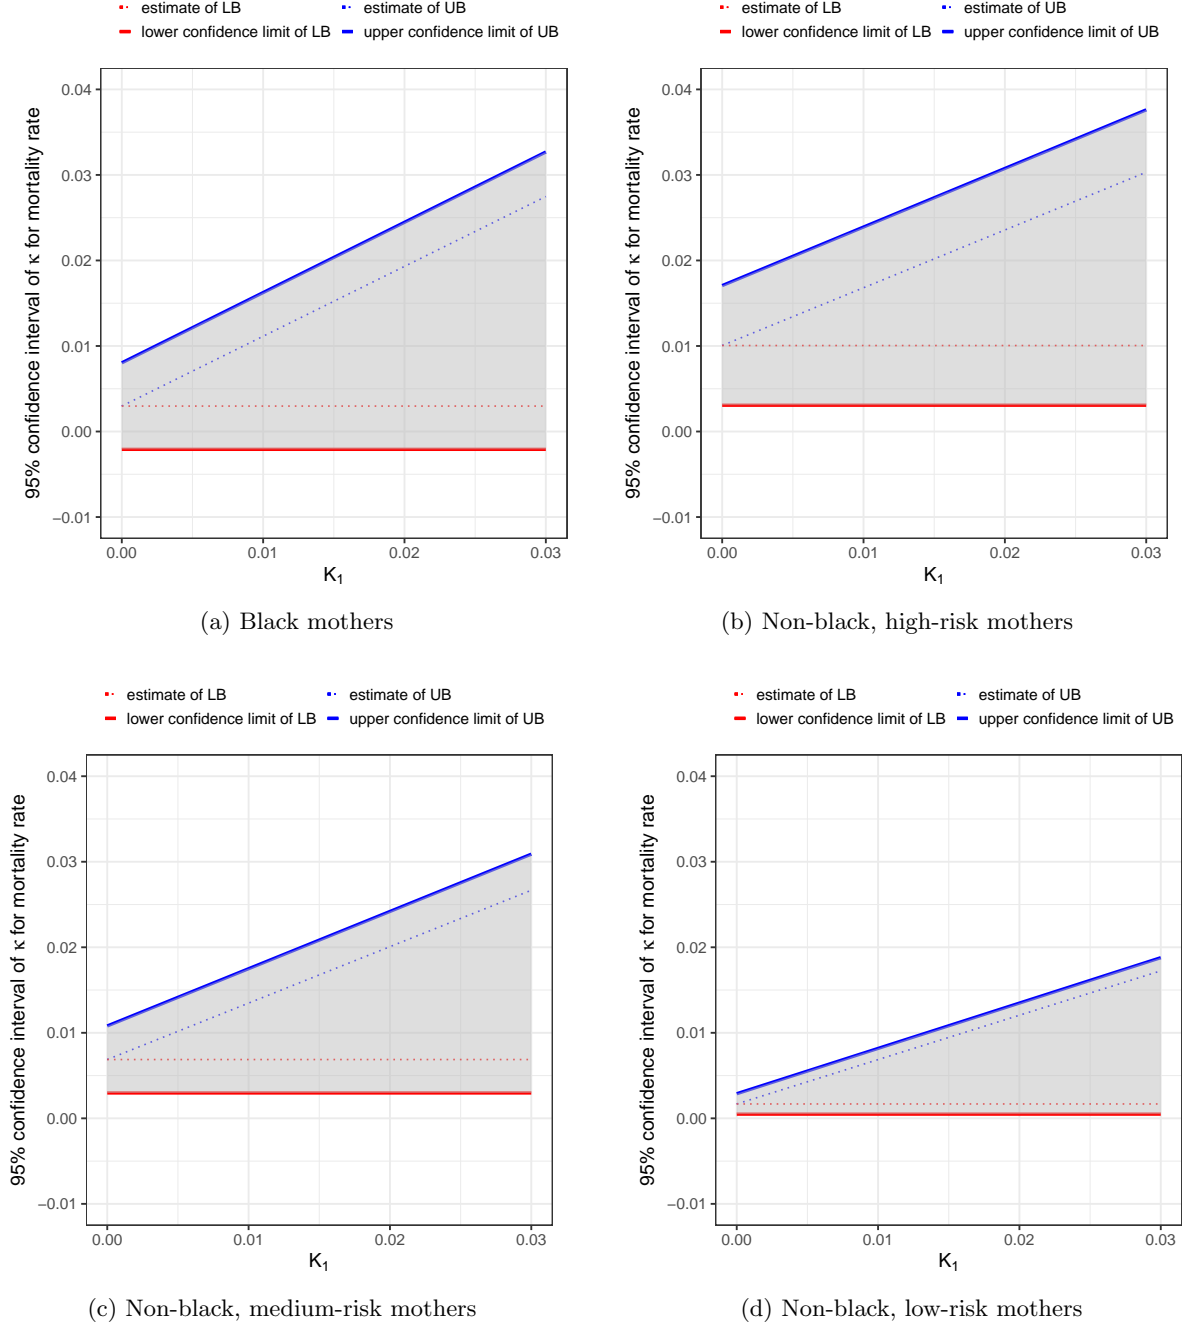 estimate of LB estimate of UB
lower confidence limit of LB upper confidence limit of UB
95% confidence interval of κ for mortality rate
0.04
0.03
0.02
0.01
0.00
−0.01
0.00 0.01 0.02 0.03
K1
(a) Black mothers
estimate of LB estimate of UB
lower confidence limit of LB upper confidence limit of UB
95% confidence interval of κ for mortality rate
0.04
0.03
0.02
0.01
0.00
−0.01
0.00 0.01 0.02 0.03
K1
(b) Non-black, high-risk mothers
estimate of LB estimate of UB
lower confidence limit of LB upper confidence limit of UB
95% confidence interval of κ for mortality rate
0.04
0.03
0.02
0.01
0.00
−0.01
0.00 0.01 0.02 0.03
K1
(c) Non-black, medium-risk mothers
estimate of LB estimate of UB
lower confidence limit of LB upper confidence limit of UB
95% confidence interval of κ for mortality rate
0.04
0.03
0.02
0.01
0.00
−0.01
0.00 0.01 0.02 0.03
K1
(d) Non-black, low-risk mothers